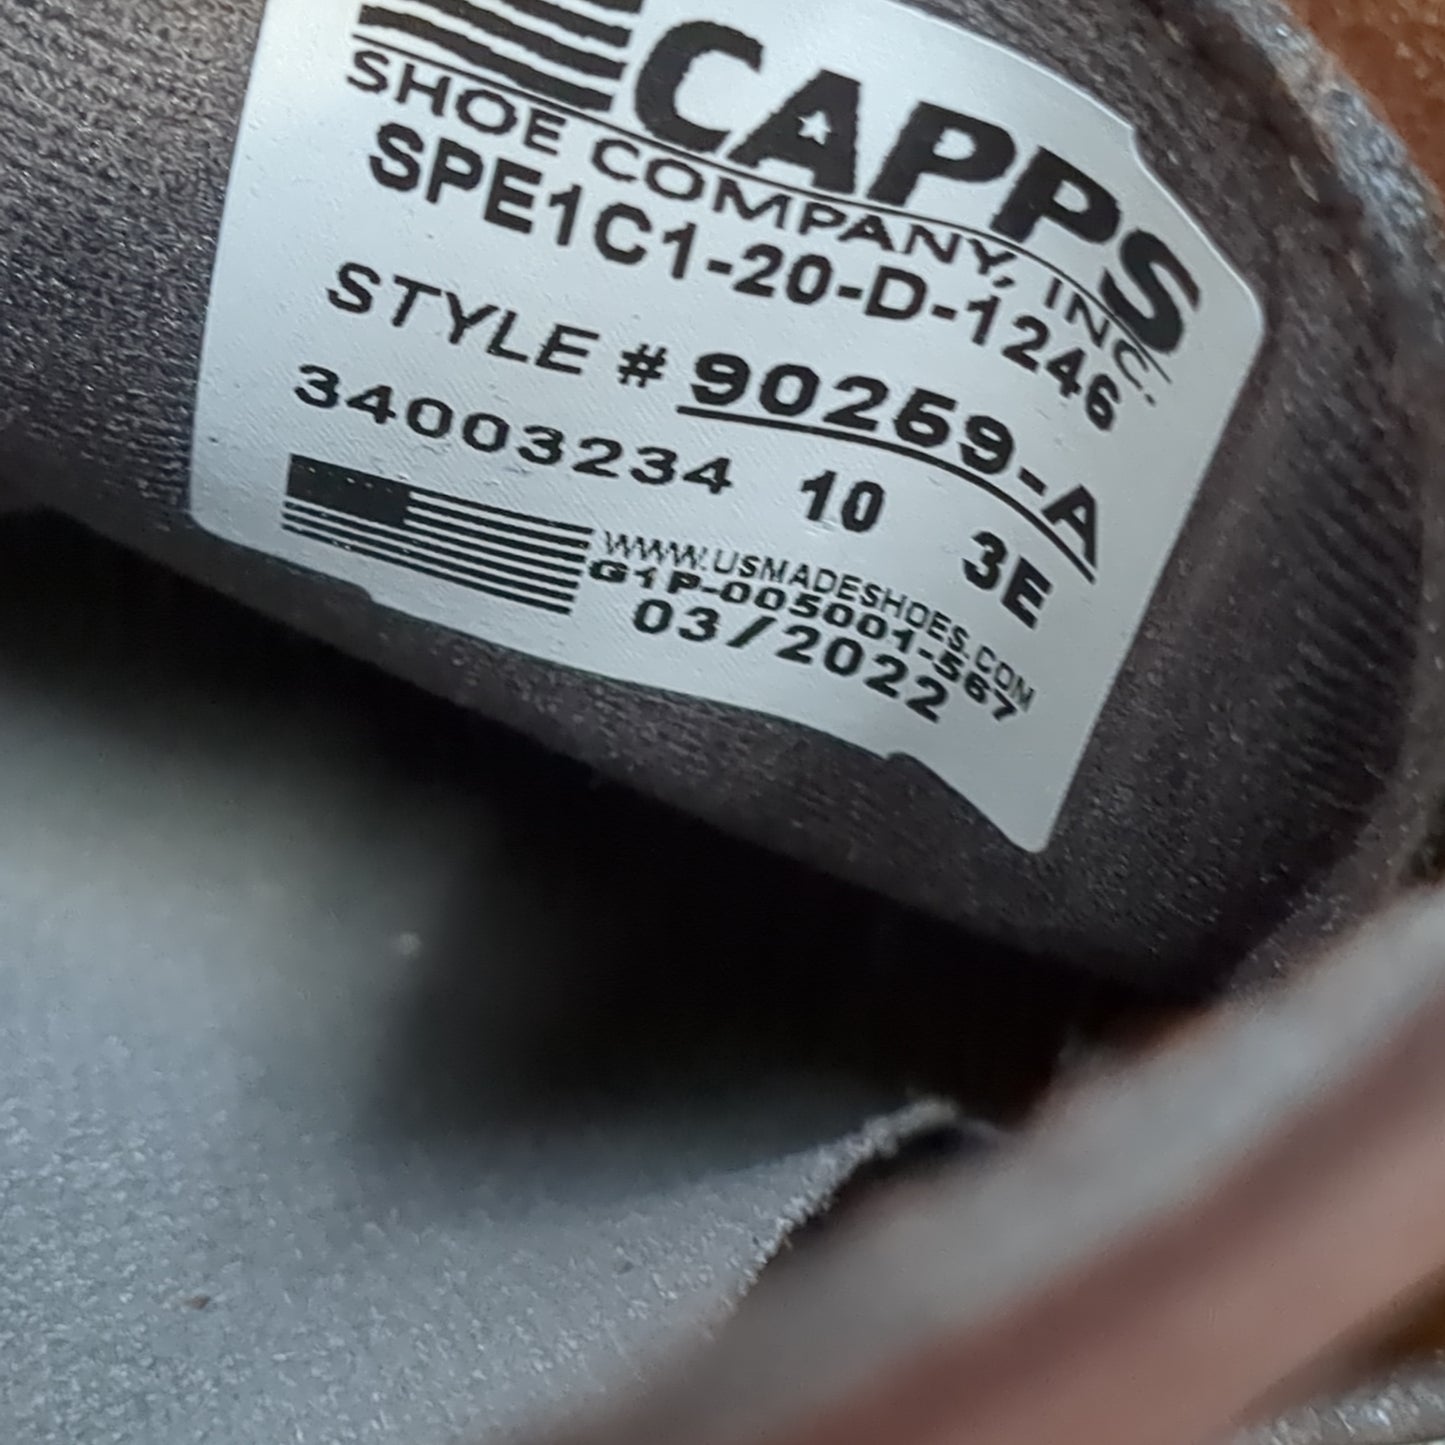 CAPPS
SHOE COMPANY, INC.
SPE1C1-20-D-1246
STYLE # 90259-A
34003234 10 3E
WWW.USMADESHOES.COM
G1P-005001-567
03/2022